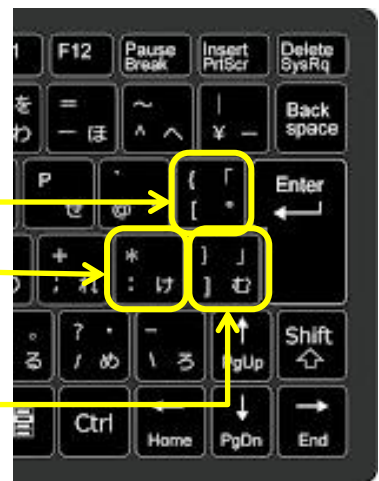 F12 Pause Insert Delete
Break PrtScr SysRq
を = ~ | Back
わ - ほ ^ へ ¥ ー space
P ` { 「 Enter
せ @ [ ゜
+ * } 」
; れ : け ] む
。 ? ・ _ ↑ Shift
る / め \ ろ PgUp ⇧
Ctrl ← ↓ →
Home PgDn End